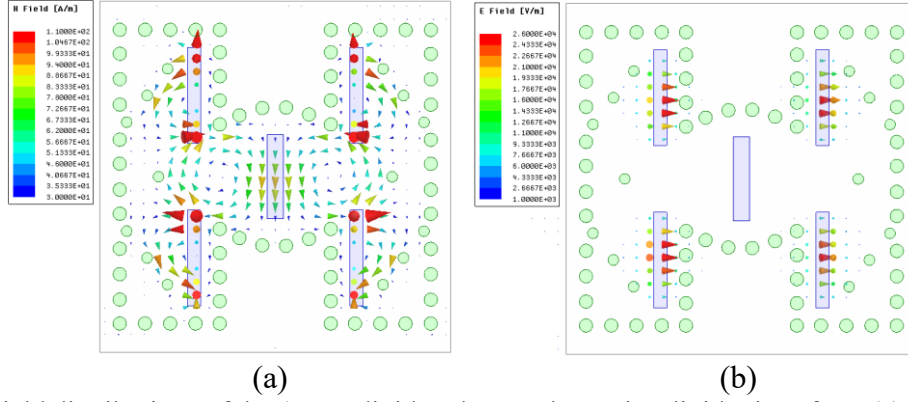 H Field [A/m]
1.1000E+02
1.0467E+02
9.9333E+01
9.4000E+01
8.8667E+01
8.3333E+01
7.8000E+01
7.2667E+01
6.7333E+01
6.2000E+01
5.6667E+01
5.1333E+01
4.6000E+01
4.0667E+01
3.5333E+01
3.0000E+01
E Field [V/m]
2.6000E+04
2.4333E+04
2.2667E+04
2.1000E+04
1.9333E+04
1.7667E+04
1.6000E+04
1.4333E+04
1.2667E+04
1.1000E+04
9.3333E+03
7.6667E+03
6.0000E+03
4.3333E+03
2.6667E+03
1.0000E+03
(a)
(b)